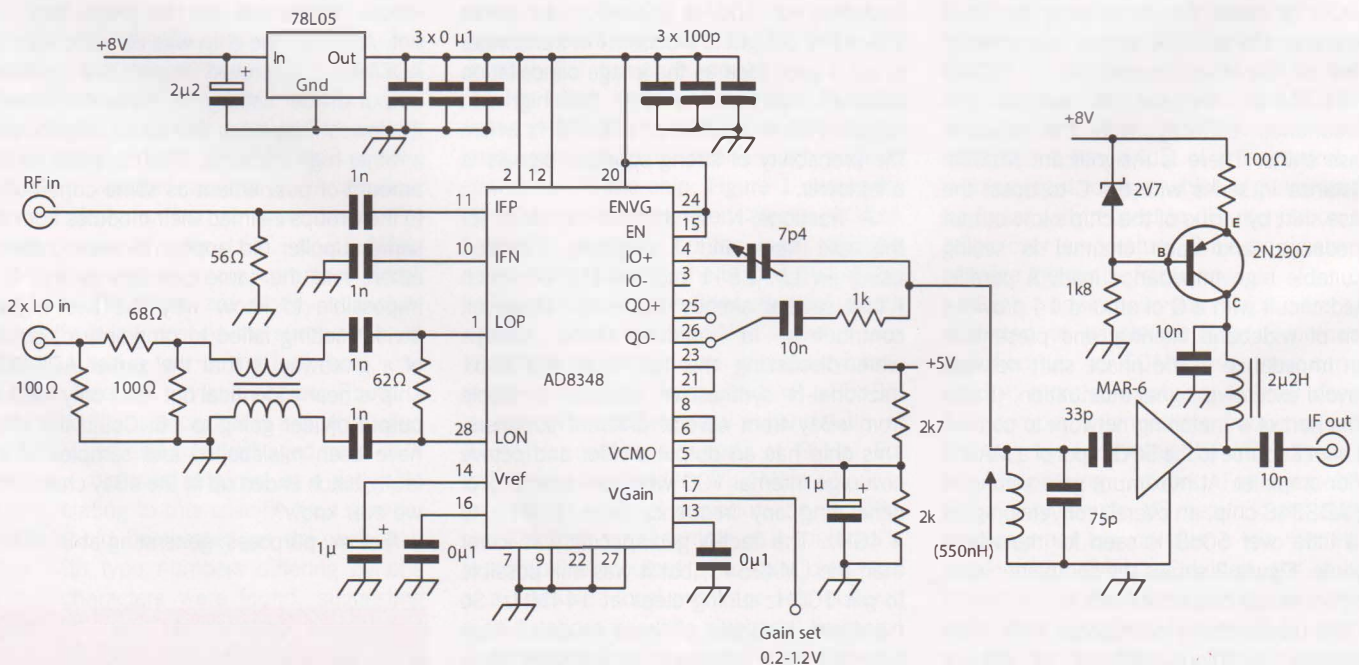 78L05
+8V
In
Out
Gnd
2µ2
+
3 x 0 µ1
3 x 100p
RF in
1n
56Ω
1n
2 x LO in
68Ω
100Ω
100Ω
1n
62Ω
1n
2
12
20
11
IFP
10
IFN
1
LOP
AD8348
28
LON
14
Vref
16
7
9
22
27
ENVG
24
EN
15
IO+
4
IO-
3
QO+
25
QO-
26
23
21
8
6
VCMO
5
VGain
17
13
1µ
+
0µ1
7p4
10n
1k
+5V
2k7
2k
1µ
+
0µ1
Gain set
0.2-1.2V
+8V
2V7
100Ω
E
B
C
2N2907
1k8
10n
2µ2H
MAR-6
33p
75p
(550nH)
IF out
10n